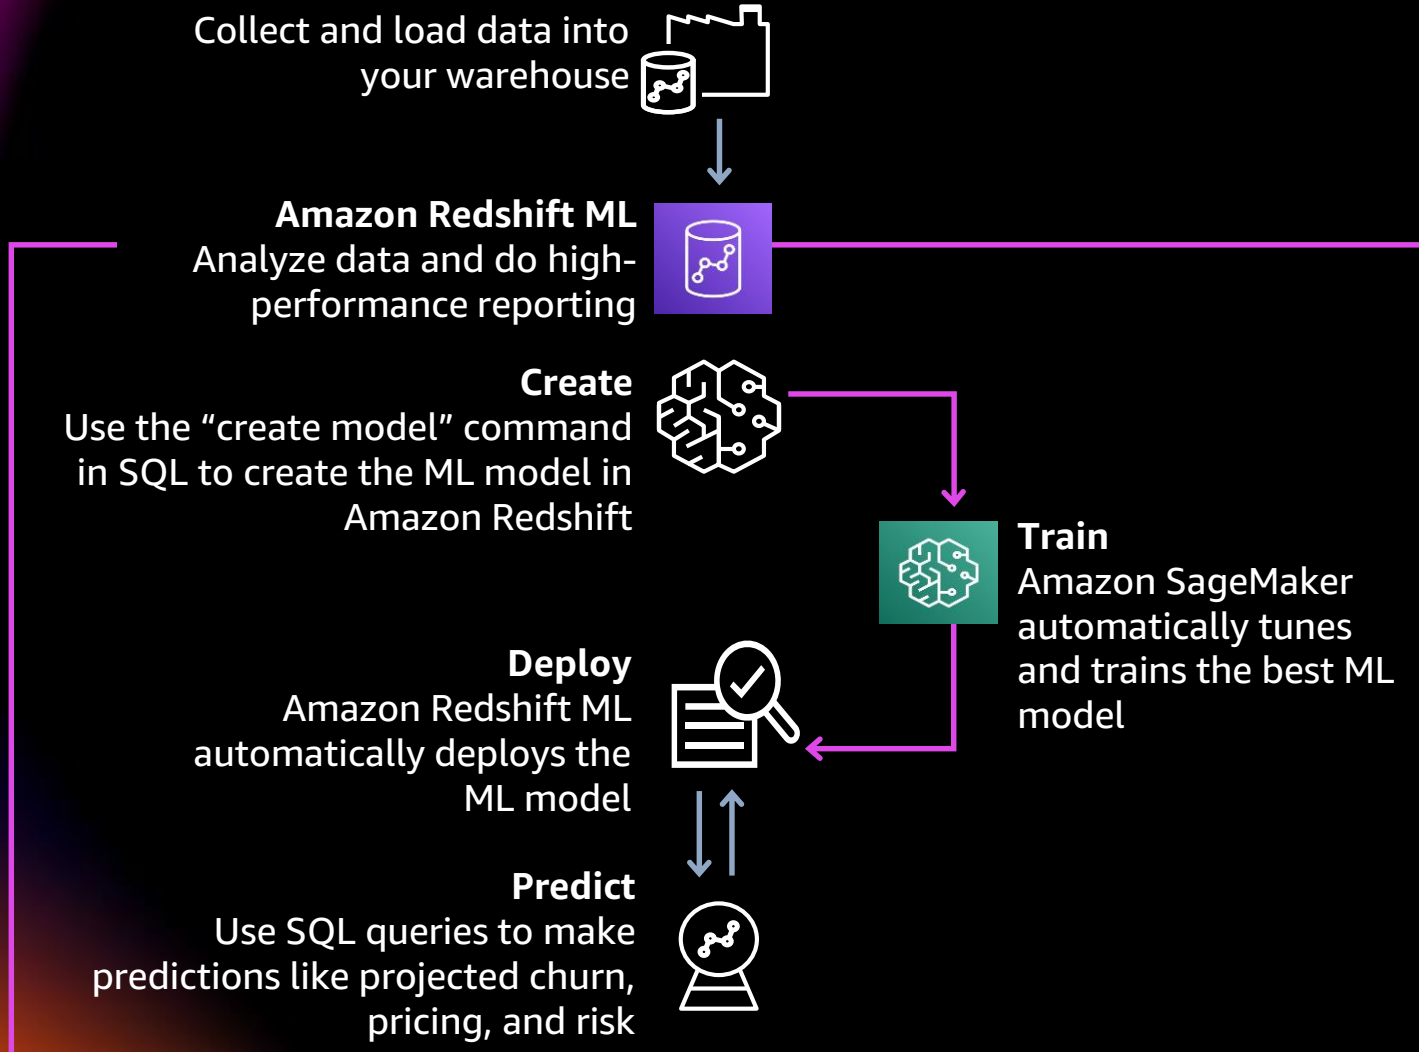 Collect and load data into
your warehouse
Amazon Redshift ML
Analyze data and do high-
performance reporting
Create
Use the “create model” command
in SQL to create the ML model in
Amazon Redshift
Train
Amazon SageMaker
automatically tunes
and trains the best ML
model
Deploy
Amazon Redshift ML
automatically deploys the
ML model
Predict
Use SQL queries to make
predictions like projected churn,
pricing, and risk